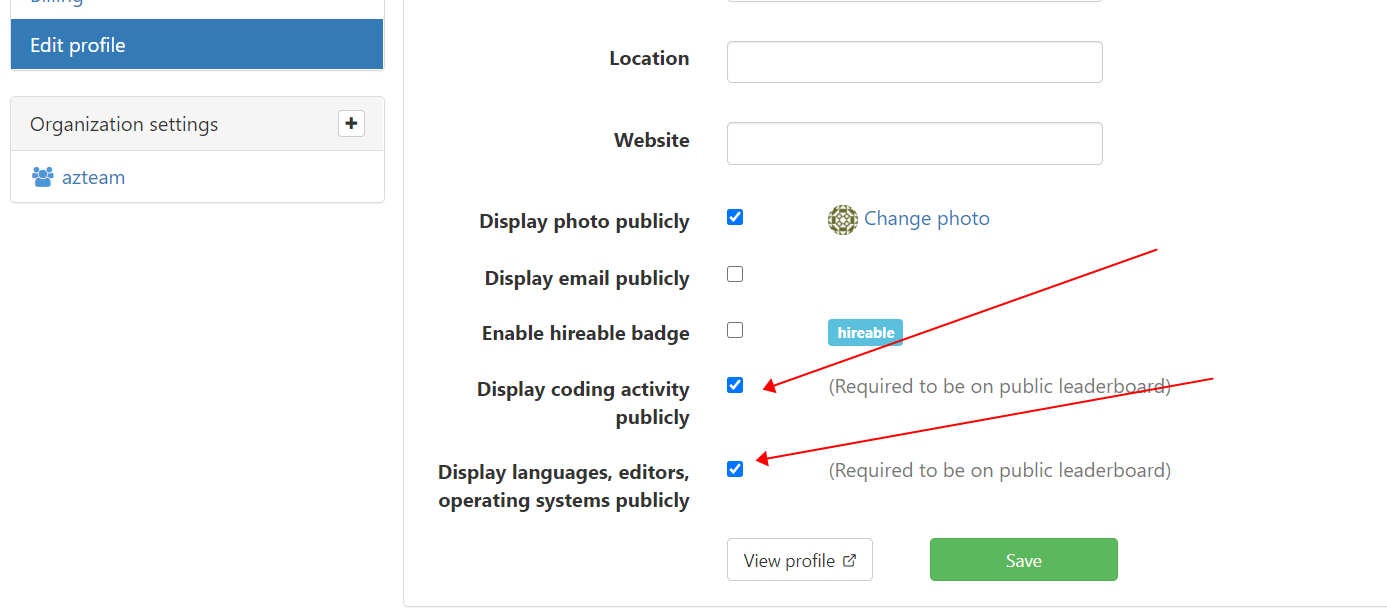 Billing
Edit profile
Organization settings
azteam
Location
Website
Display photo publicly
Change photo
Display email publicly
Enable hireable badge
hireable
Display coding activity
publicly
(Required to be on public leaderboard)
Display languages, editors,
operating systems publicly
(Required to be on public leaderboard)
View profile
Save